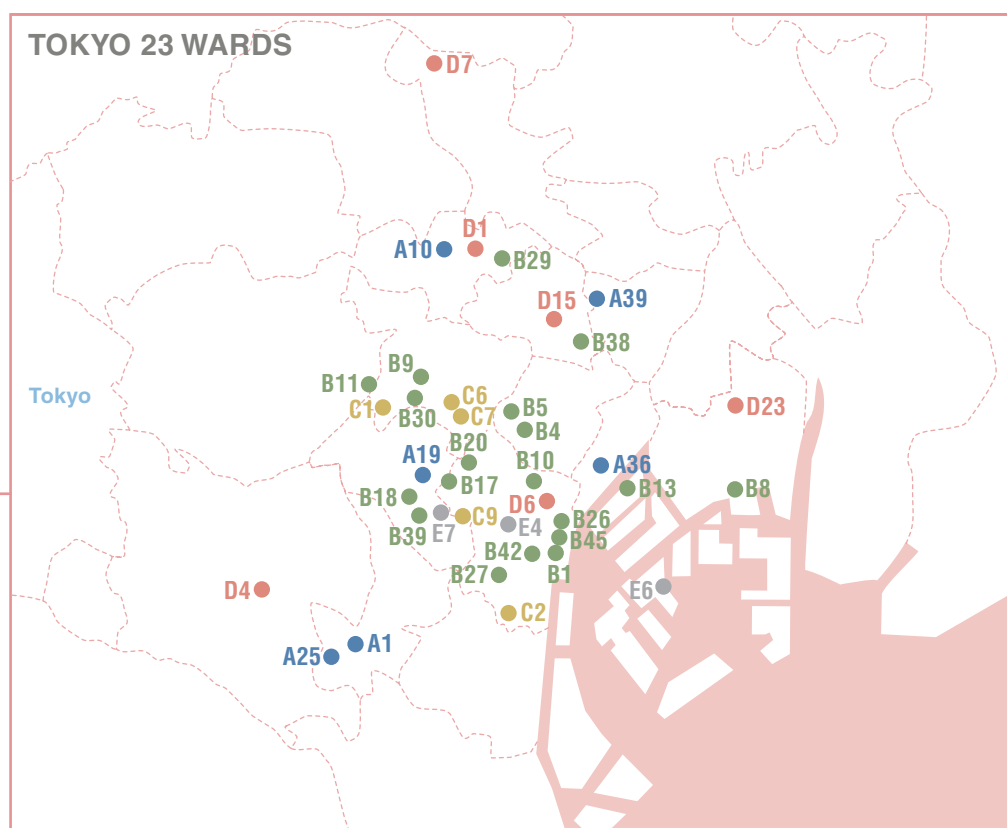 TOKYO 23 WARDS
D7
D1
A10
B29
A39
D15
B38
B9
B11
C6
Tokyo
C1
B30
C7
B5
D23
B4
B20
A19
B10
A36
B17
B13
B8
B18
D6
C9
B26
E4
E7
B39
B45
B42
B1
B27
D4
E6
C2
A1
A25